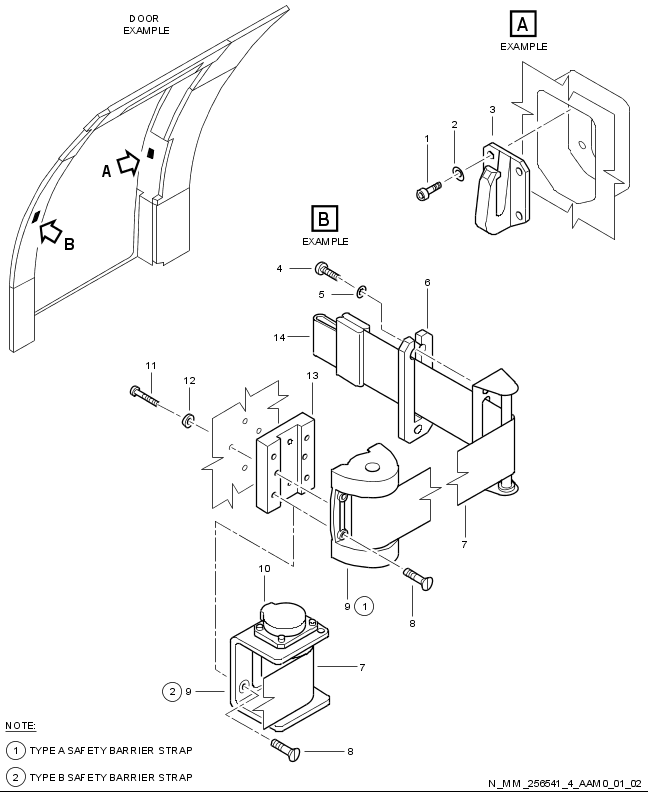 DOOR
EXAMPLE
A
EXAMPLE
1
2
3
A
B
B
EXAMPLE
4
5
6
14
11
12
13
7
10
9 1
8
7
2 9
8
NOTE:
1 TYPE A SAFETY BARRIER STRAP
2 TYPE B SAFETY BARRIER STRAP
N_MM_256541_4_AAM0_01_02